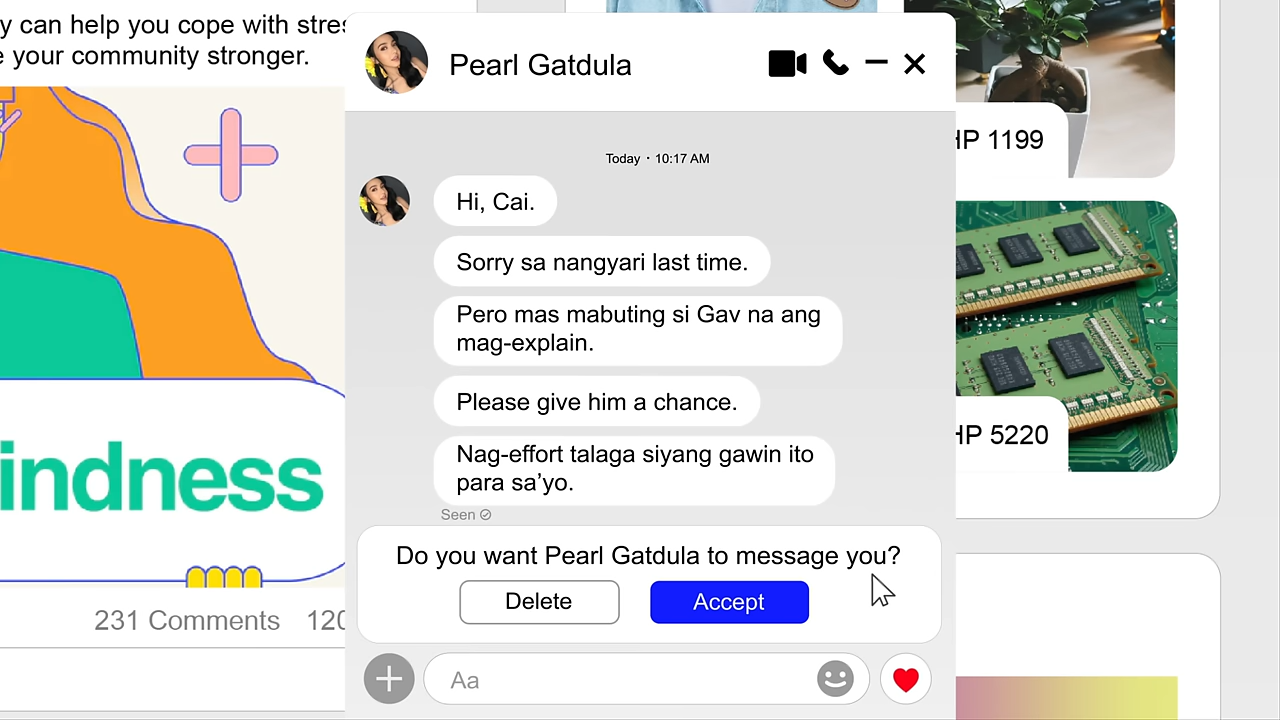 y can help you cope with stres
e your community stronger.
indness
231 Comments 120
Pearl Gatdula
Today · 10:17 AM
Hi, Cai.
Sorry sa nangyari last time.
Pero mas mabuting si Gav na ang
mag-explain.
Please give him a chance.
Nag-effort talaga siyang gawin ito
para sa’yo.
Seen
Do you want Pearl Gatdula to message you?
Delete
Accept
Aa
HP 1199
HP 5220